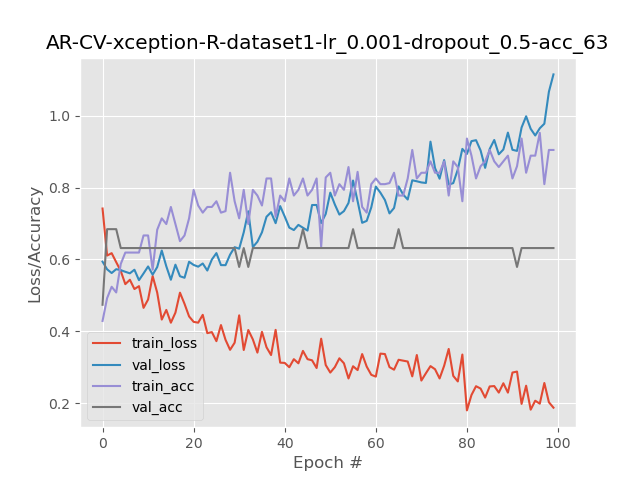 AR-CV-xception-R-dataset1-lr_0.001-dropout_0.5-acc_63
Loss/Accuracy
1.0
0.8
0.6
0.4
0.2
train_loss
val_loss
train_acc
val_acc
0 20 40 60 80 100
Epoch #